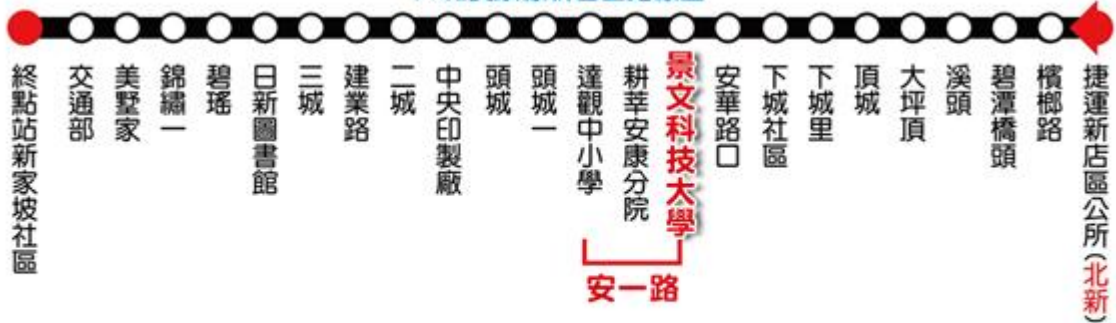 終點站新家坡社區
交通部
美墅家
錦繡一
碧瑤
日新圖書館
三城
建業路
二城
中央印製廠
頭城
頭城一
達觀中小學
耕莘安康分院
景文科技大學
安華路口
下城社區
下城里
頂城
大坪頂
溪頭
碧潭橋頭
檳榔路
捷運新店區公所(北新)
安一路